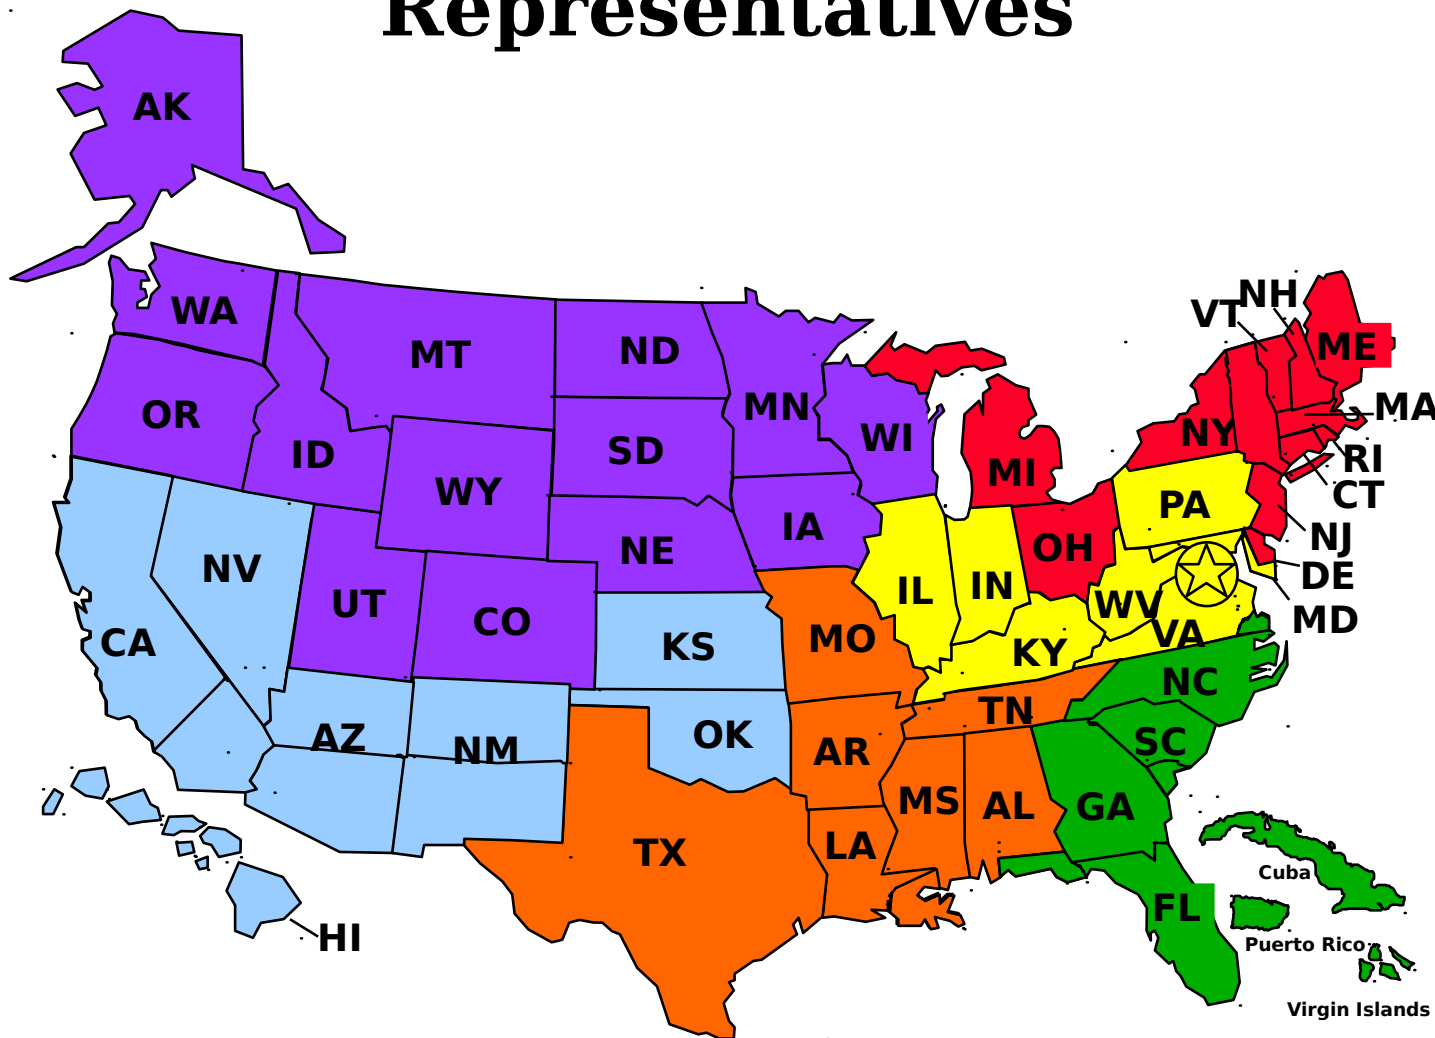 Representatives
AK
WA
OR
ID
MT
WY
ND
SD
NE
MN
WI
IA
UT
CO
NV
CA
AZ
NM
KS
OK
HI
TX
MO
AR
LA
MS
AL
TN
IL
IN
KY
WV
VA
PA
MI
OH
NY
VT
NH
ME
MA
RI
CT
NJ
DE
MD
NC
SC
GA
FL
Cuba
Puerto Rico
Virgin Islands